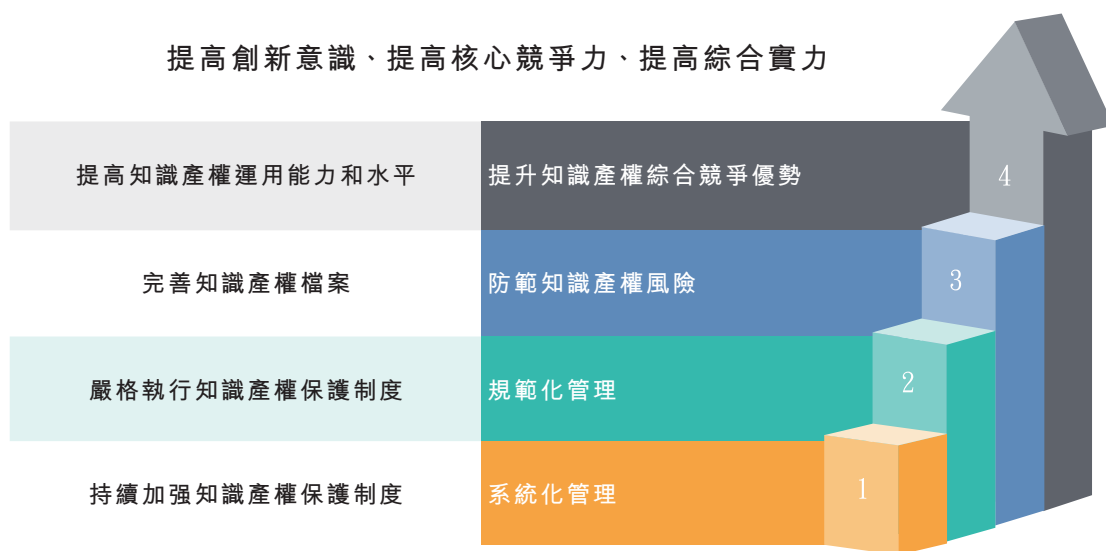 提高創新意識、提高核心競爭力、提高綜合實力
提高知識產權運用能力和水平
提升知識產權綜合競爭優勢
4
完善知識產權檔案
防範知識產權風險
3
嚴格執行知識產權保護制度
規範化管理
2
持續加强知識產權保護制度
系統化管理
1